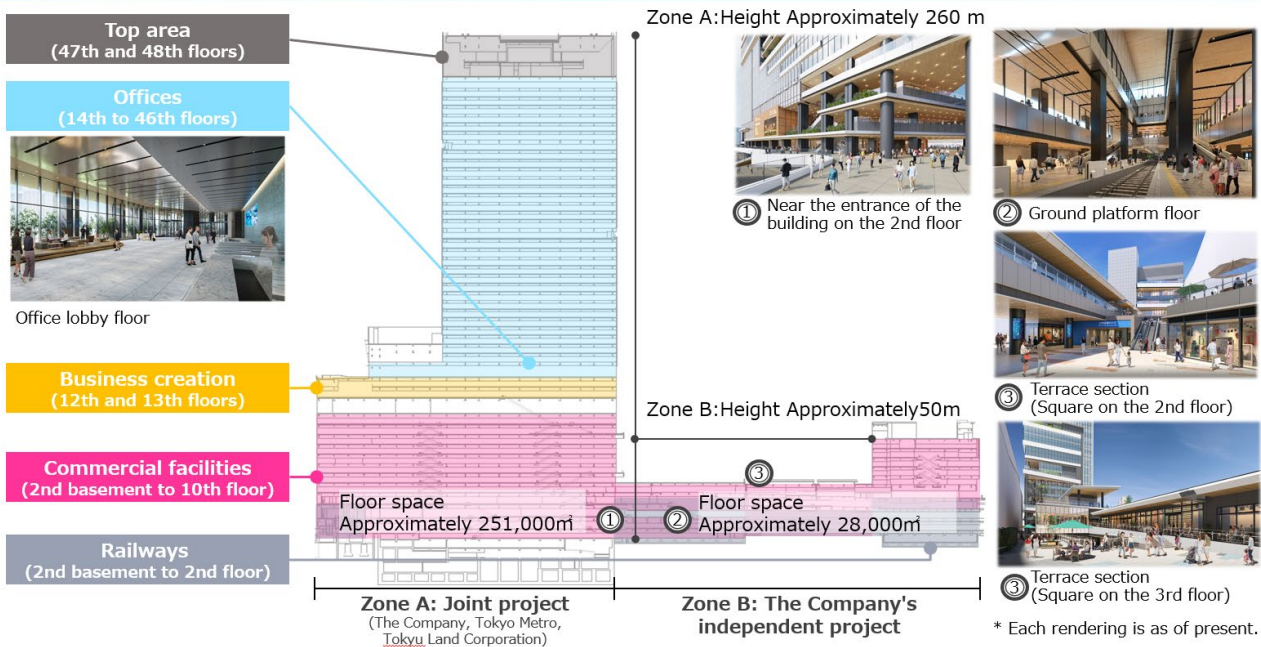 Top area
(47th and 48th floors)
Offices
(14th to 46th floors)
Office lobby floor
Business creation
(12th and 13th floors)
Commercial facilities
(2nd basement to 10th floor)
Railways
(2nd basement to 2nd floor)
Zone A:Height Approximately 260 m
① Near the entrance of the
building on the 2nd floor
② Ground platform floor
③ Terrace section
(Square on the 2nd floor)
③ Terrace section
(Square on the 3rd floor)
Zone B:Height Approximately50m
③
Floor space
Approximately 251,000㎡
①
②
Floor space
Approximately 28,000㎡
Zone A: Joint project
(The Company, Tokyo Metro,
Tokyu Land Corporation)
Zone B: The Company's
independent project
* Each rendering is as of present.